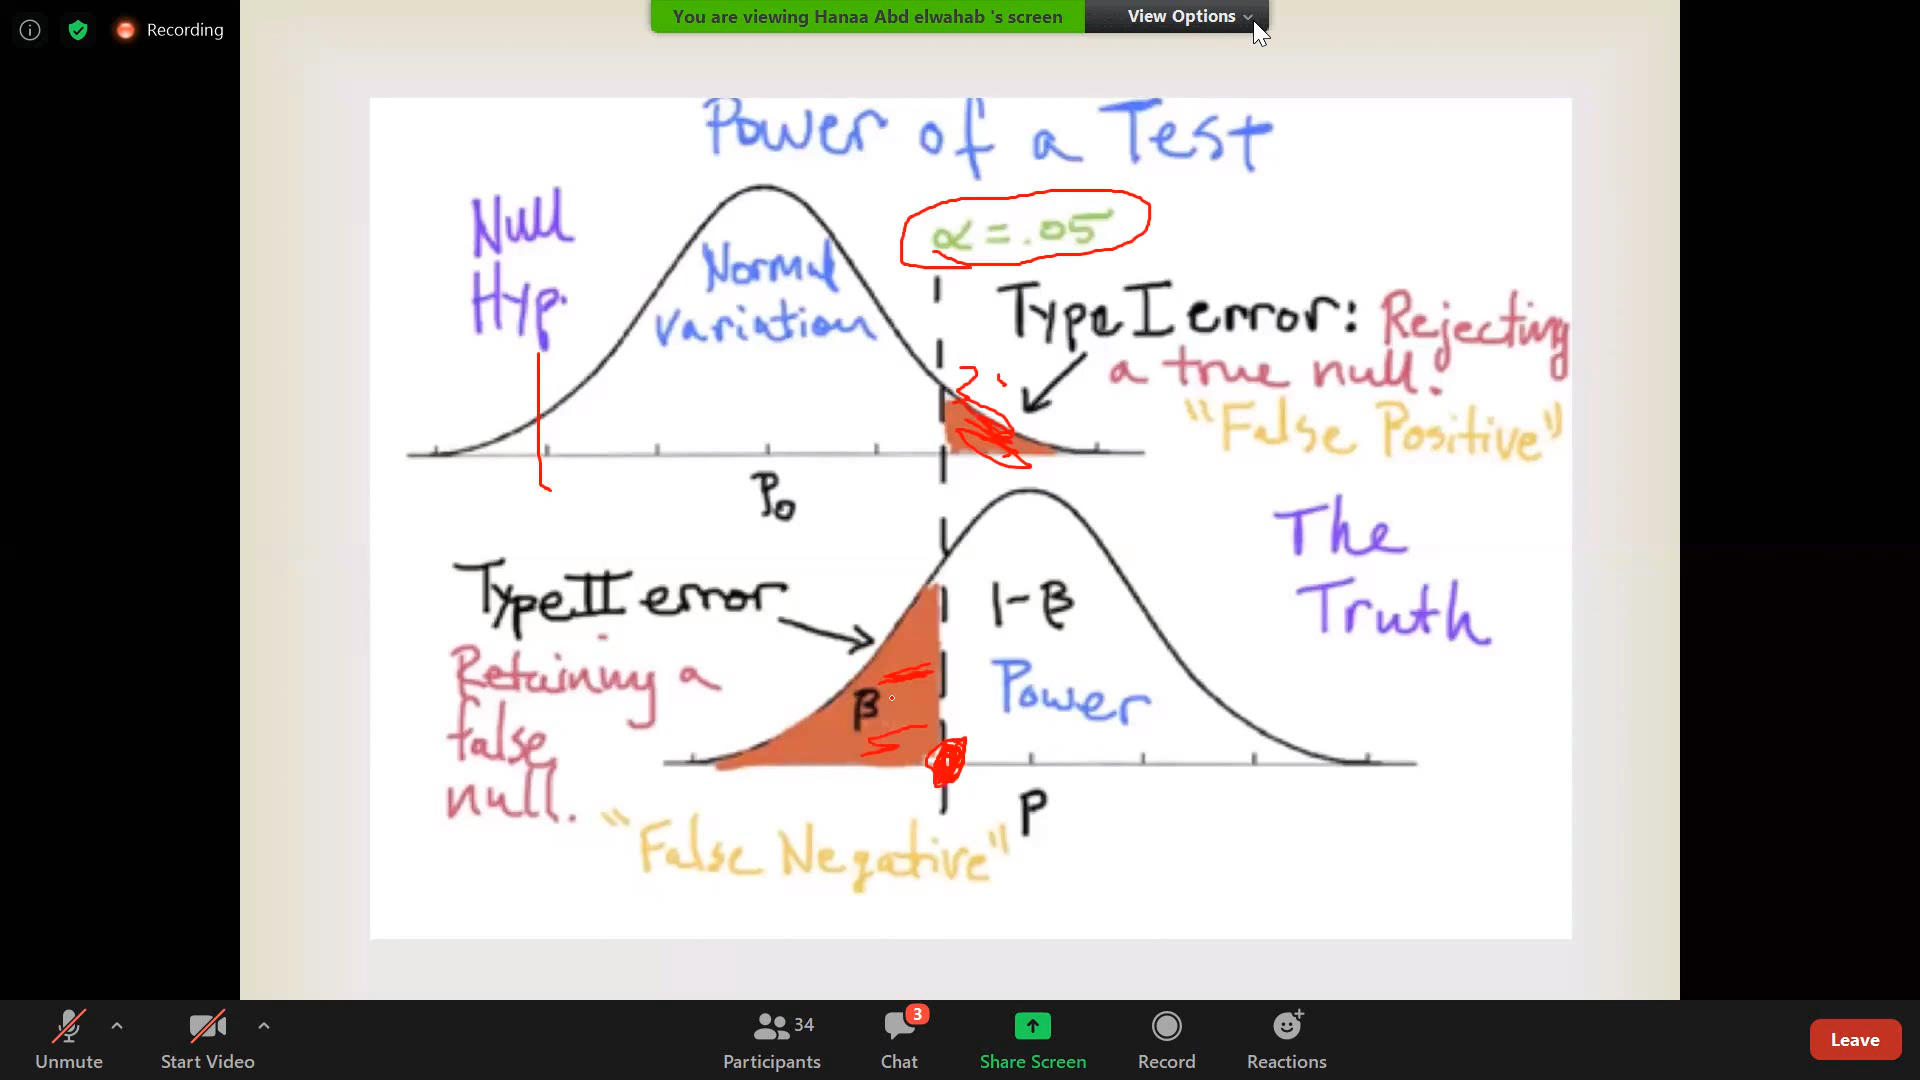 You are viewing Hanaa Abd elwahab 's screen
View Options
Recording
Power of a Test
Null
Hyp.
Normal
variation
α = .05
Type I error: Rejecting
a true null.
"False Positive"
P₀
The
Truth
Type II error
Retaining a
false
null.
"False Negative"
β
1-β
Power
P
Unmute
Start Video
34
Participants
3
Chat
Share Screen
Record
Reactions
Leave